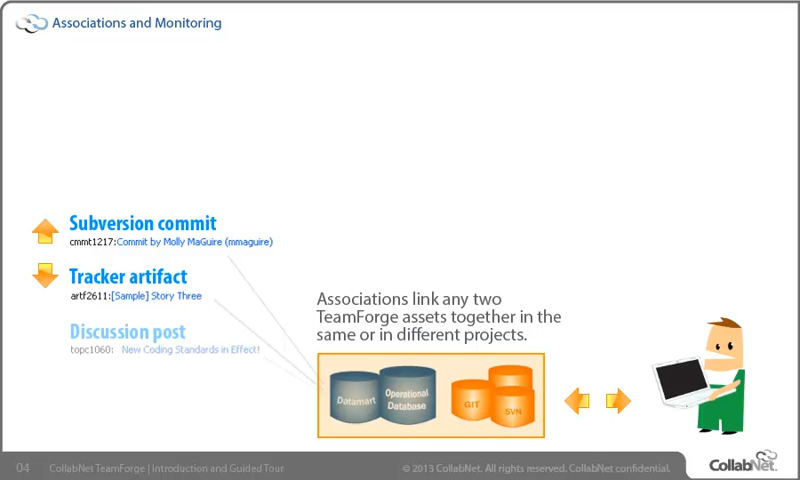 Associations and Monitoring
Subversion commit
cmmt1217:Commit by Molly MaGuire (mmaguire)
Tracker artifact
artf2611:[Sample] Story Three
Discussion post
topc1060: New Coding Standards in Effect!
Associations link any two
TeamForge assets together in the
same or in different projects.
Datamart
Operational
Database
GIT
SVN
04 CollabNet TeamForge | Introduction and Guided Tour
© 2013 CollabNet. All rights reserved. CollabNet confidential.
CollabNet.